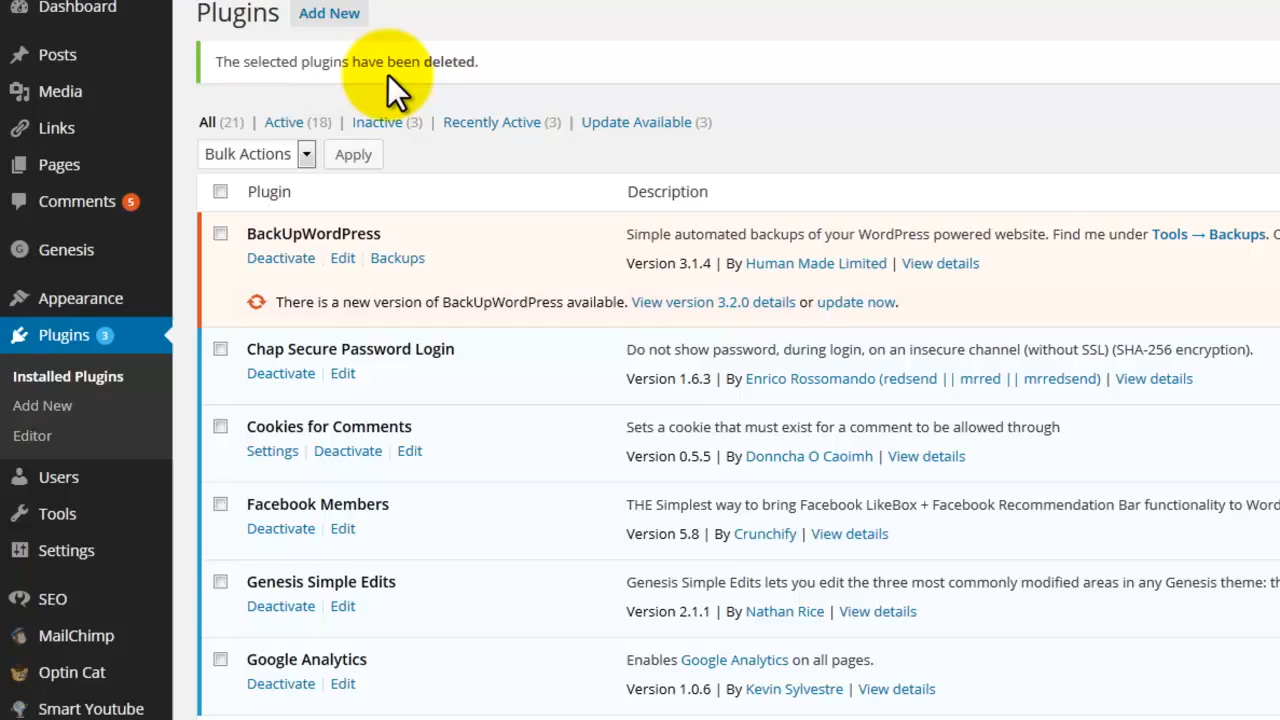 Dashboard
Posts
Media
Links
Pages
Comments 5
Genesis
Appearance
Plugins 3
Installed Plugins
Add New
Editor
Users
Tools
Settings
SEO
MailChimp
Optin Cat
Smart Youtube
Plugins Add New
The selected plugins have been deleted.
All (21) | Active (18) | Inactive (3) | Recently Active (3) | Update Available (3)
Bulk Actions Apply
Plugin Description
BackUpWordPress
Deactivate | Edit | Backups
Simple automated backups of your WordPress powered website. Find me under Tools → Backups.
Version 3.1.4 | By Human Made Limited | View details
There is a new version of BackUpWordPress available. View version 3.2.0 details or update now.
Chap Secure Password Login
Deactivate | Edit
Do not show password, during login, on an insecure channel (without SSL) (SHA-256 encryption).
Version 1.6.3 | By Enrico Rossomando (redsend || mrred || mrredsend) | View details
Cookies for Comments
Settings | Deactivate | Edit
Sets a cookie that must exist for a comment to be allowed through
Version 0.5.5 | By Donncha O Caoimh | View details
Facebook Members
Deactivate | Edit
THE Simplest way to bring Facebook LikeBox + Facebook Recommendation Bar functionality to Word
Version 5.8 | By Crunchify | View details
Genesis Simple Edits
Deactivate | Edit
Genesis Simple Edits lets you edit the three most commonly modified areas in any Genesis theme: th
Version 2.1.1 | By Nathan Rice | View details
Google Analytics
Deactivate | Edit
Enables Google Analytics on all pages.
Version 1.0.6 | By Kevin Sylvestre | View details